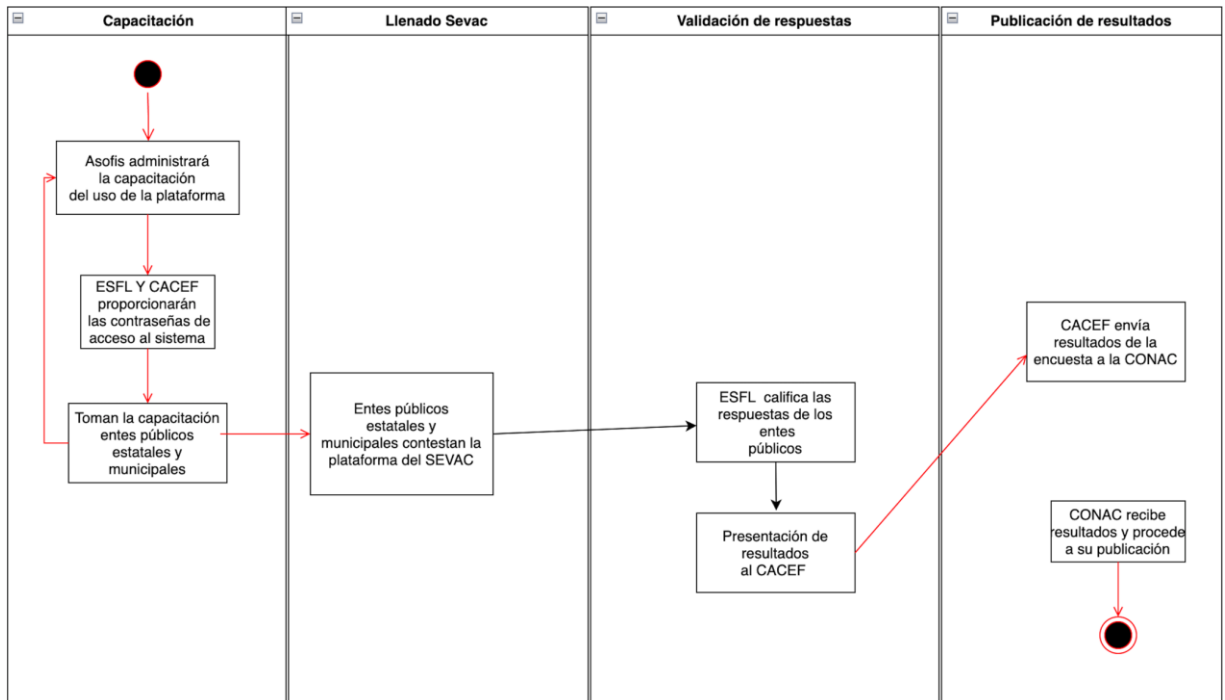 Capacitación
Llenado Sevac
Validación de respuestas
Publicación de resultados
Asofis administrará
la capacitación
del uso de la plataforma
ESFL Y CACEF
proporcionarán
las contraseñas de
acceso al sistema
Toman la capacitación
entes públicos
estatales y
municipales
Entes públicos
estatales y
municipales contestan la
plataforma del SEVAC
ESFL califica las
respuestas de los
entes
públicos
Presentación de
resultados
al CACEF
CACEF envía
resultados de la
encuesta a la CONAC
CONAC recibe
resultados y procede
a su publicación